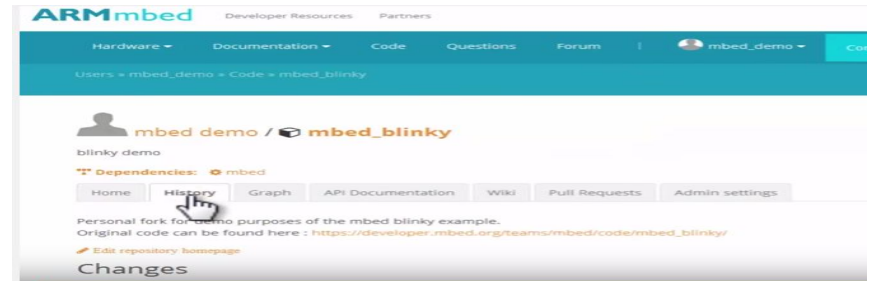 ARMmbed Developer Resources Partners
Hardware Documentation Code Questions Forum | mbed_demo Co
Users » mbed_demo » Code » mbed_blinky
mbed demo / mbed_blinky
blinky demo
Dependencies: mbed
Home History Graph API Documentation Wiki Pull Requests Admin settings
Personal fork for demo purposes of the mbed blinky example.
Original code can be found here : https://developer.mbed.org/teams/mbed/code/mbed_blinky/
Edit repository homepage
Changes